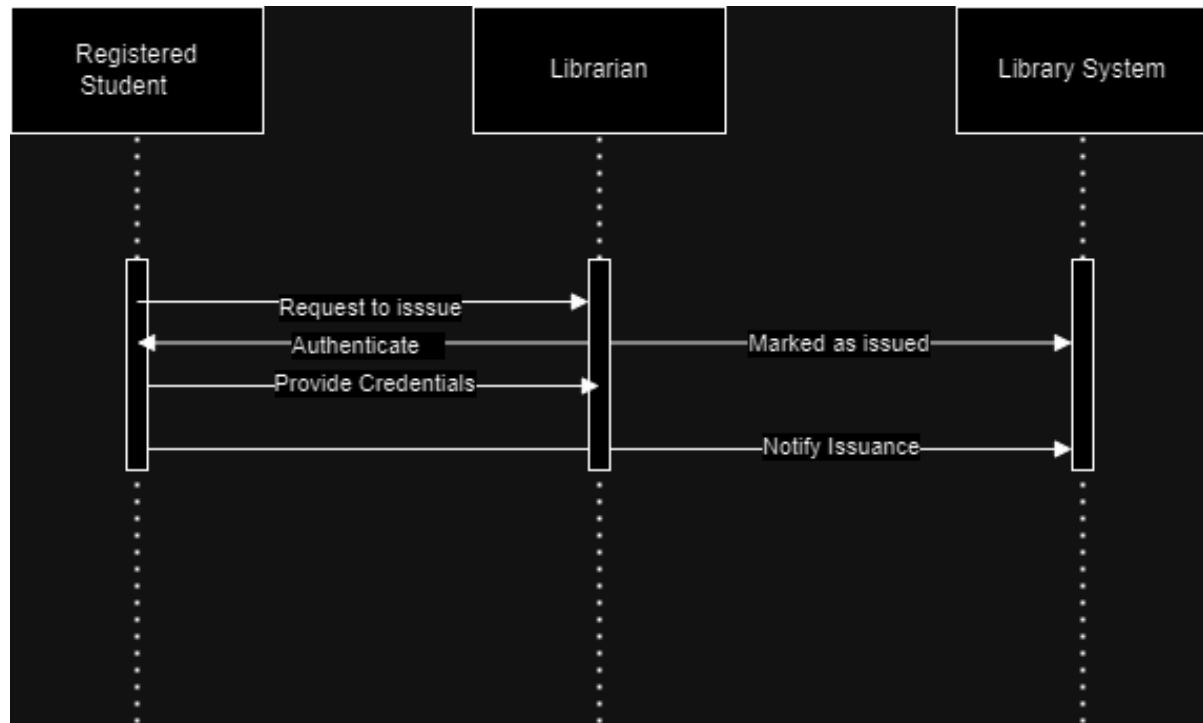 Registered
Student
Librarian
Library System
Request to isssue
Authenticate
Marked as issued
Provide Credentials
Notify Issuance